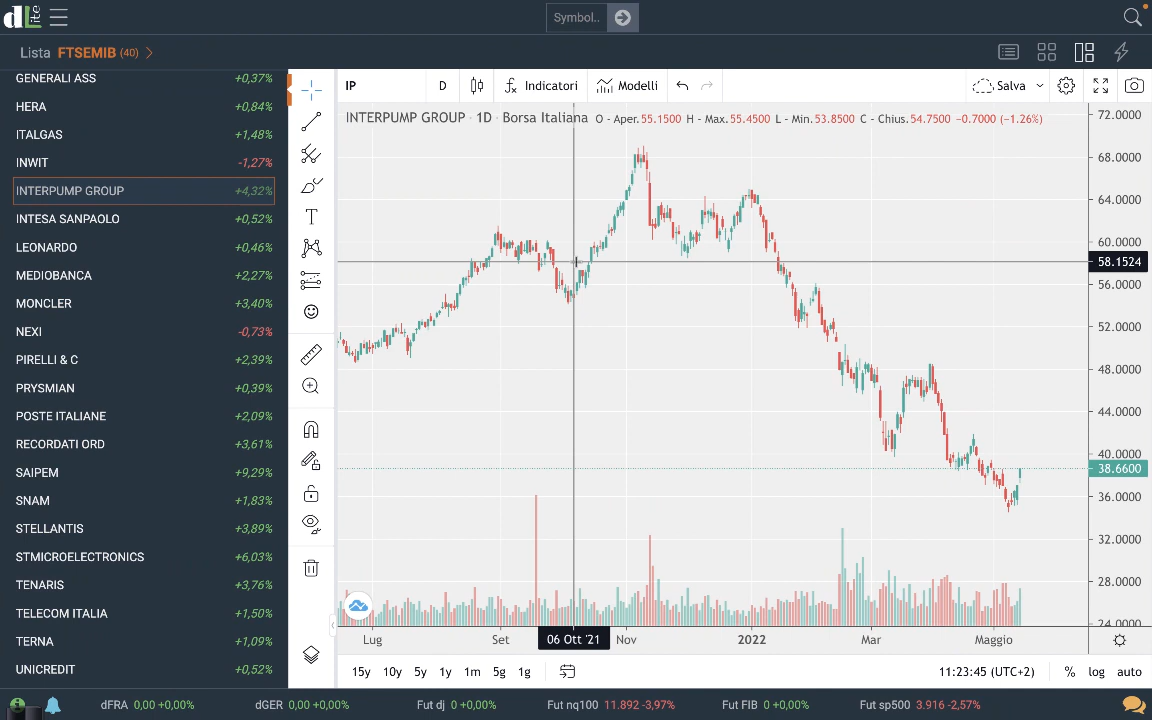 dLite
Symbol..
Lista FTSEMIB (40)
GENERALI ASS +0,37%
HERA +0,84%
ITALGAS +1,48%
INWIT -1,27%
INTERPUMP GROUP +4,32%
INTESA SANPAOLO +0,52%
LEONARDO +0,46%
MEDIOBANCA +2,27%
MONCLER +3,40%
NEXI -0,73%
PIRELLI & C +2,39%
PRYSMIAN +0,39%
POSTE ITALIANE +2,09%
RECORDATI ORD +3,61%
SAIPEM +9,29%
SNAM +1,83%
STELLANTIS +3,89%
STMICROELECTRONICS +6,03%
TENARIS +3,76%
TELECOM ITALIA +1,50%
TERNA +1,09%
UNICREDIT +0,52%
IP D Indicatori Modelli Salva
INTERPUMP GROUP · 1D · Borsa Italiana O - Aper.55.1500 H - Max.55.4500 L - Min.53.8500 C - Chius.54.7500 −0.7000 (−1.26%)
72.0000
68.0000
64.0000
60.0000
58.1524
56.0000
52.0000
48.0000
44.0000
40.0000
38.6600
36.0000
32.0000
28.0000
24.0000
Lug Set 06 Ott '21 Nov 2022 Mar Maggio
15y 10y 5y 1y 1m 5g 1g 11:23:45 (UTC+2) % log auto
dFRA 0,00 +0,00% dGER 0,00 +0,00% Fut dj 0 +0,00% Fut nq100 11.892 -3,97% Fut FIB 0 +0,00% Fut sp500 3.916 -2,57%